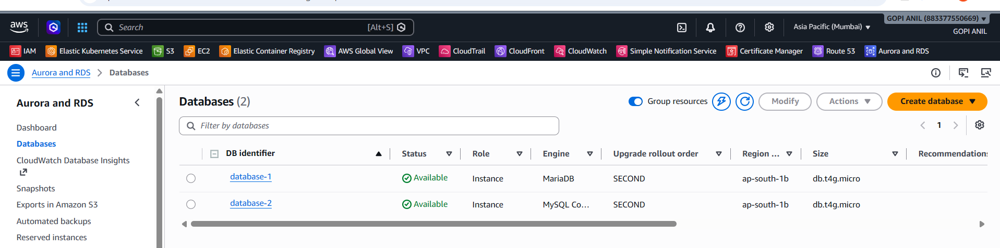 aws
Search [Alt+S]
Asia Pacific (Mumbai)
GOPI ANIL (883377550669)
GOPI ANIL
IAM Elastic Kubernetes Service S3 EC2 Elastic Container Registry AWS Global View VPC CloudTrail CloudFront CloudWatch Simple Notification Service Certificate Manager Route 53 Aurora and RDS
Aurora and RDS > Databases
Aurora and RDS
Dashboard
Databases
CloudWatch Database Insights
Snapshots
Exports in Amazon S3
Automated backups
Reserved instances
Databases (2)
Group resources Modify Actions Create database
Filter by databases
1
DB identifier Status Role Engine Upgrade rollout order Region ... Size Recommendations
database-1 Available Instance MariaDB SECOND ap-south-1b db.t4g.micro
database-2 Available Instance MySQL Co... SECOND ap-south-1b db.t4g.micro